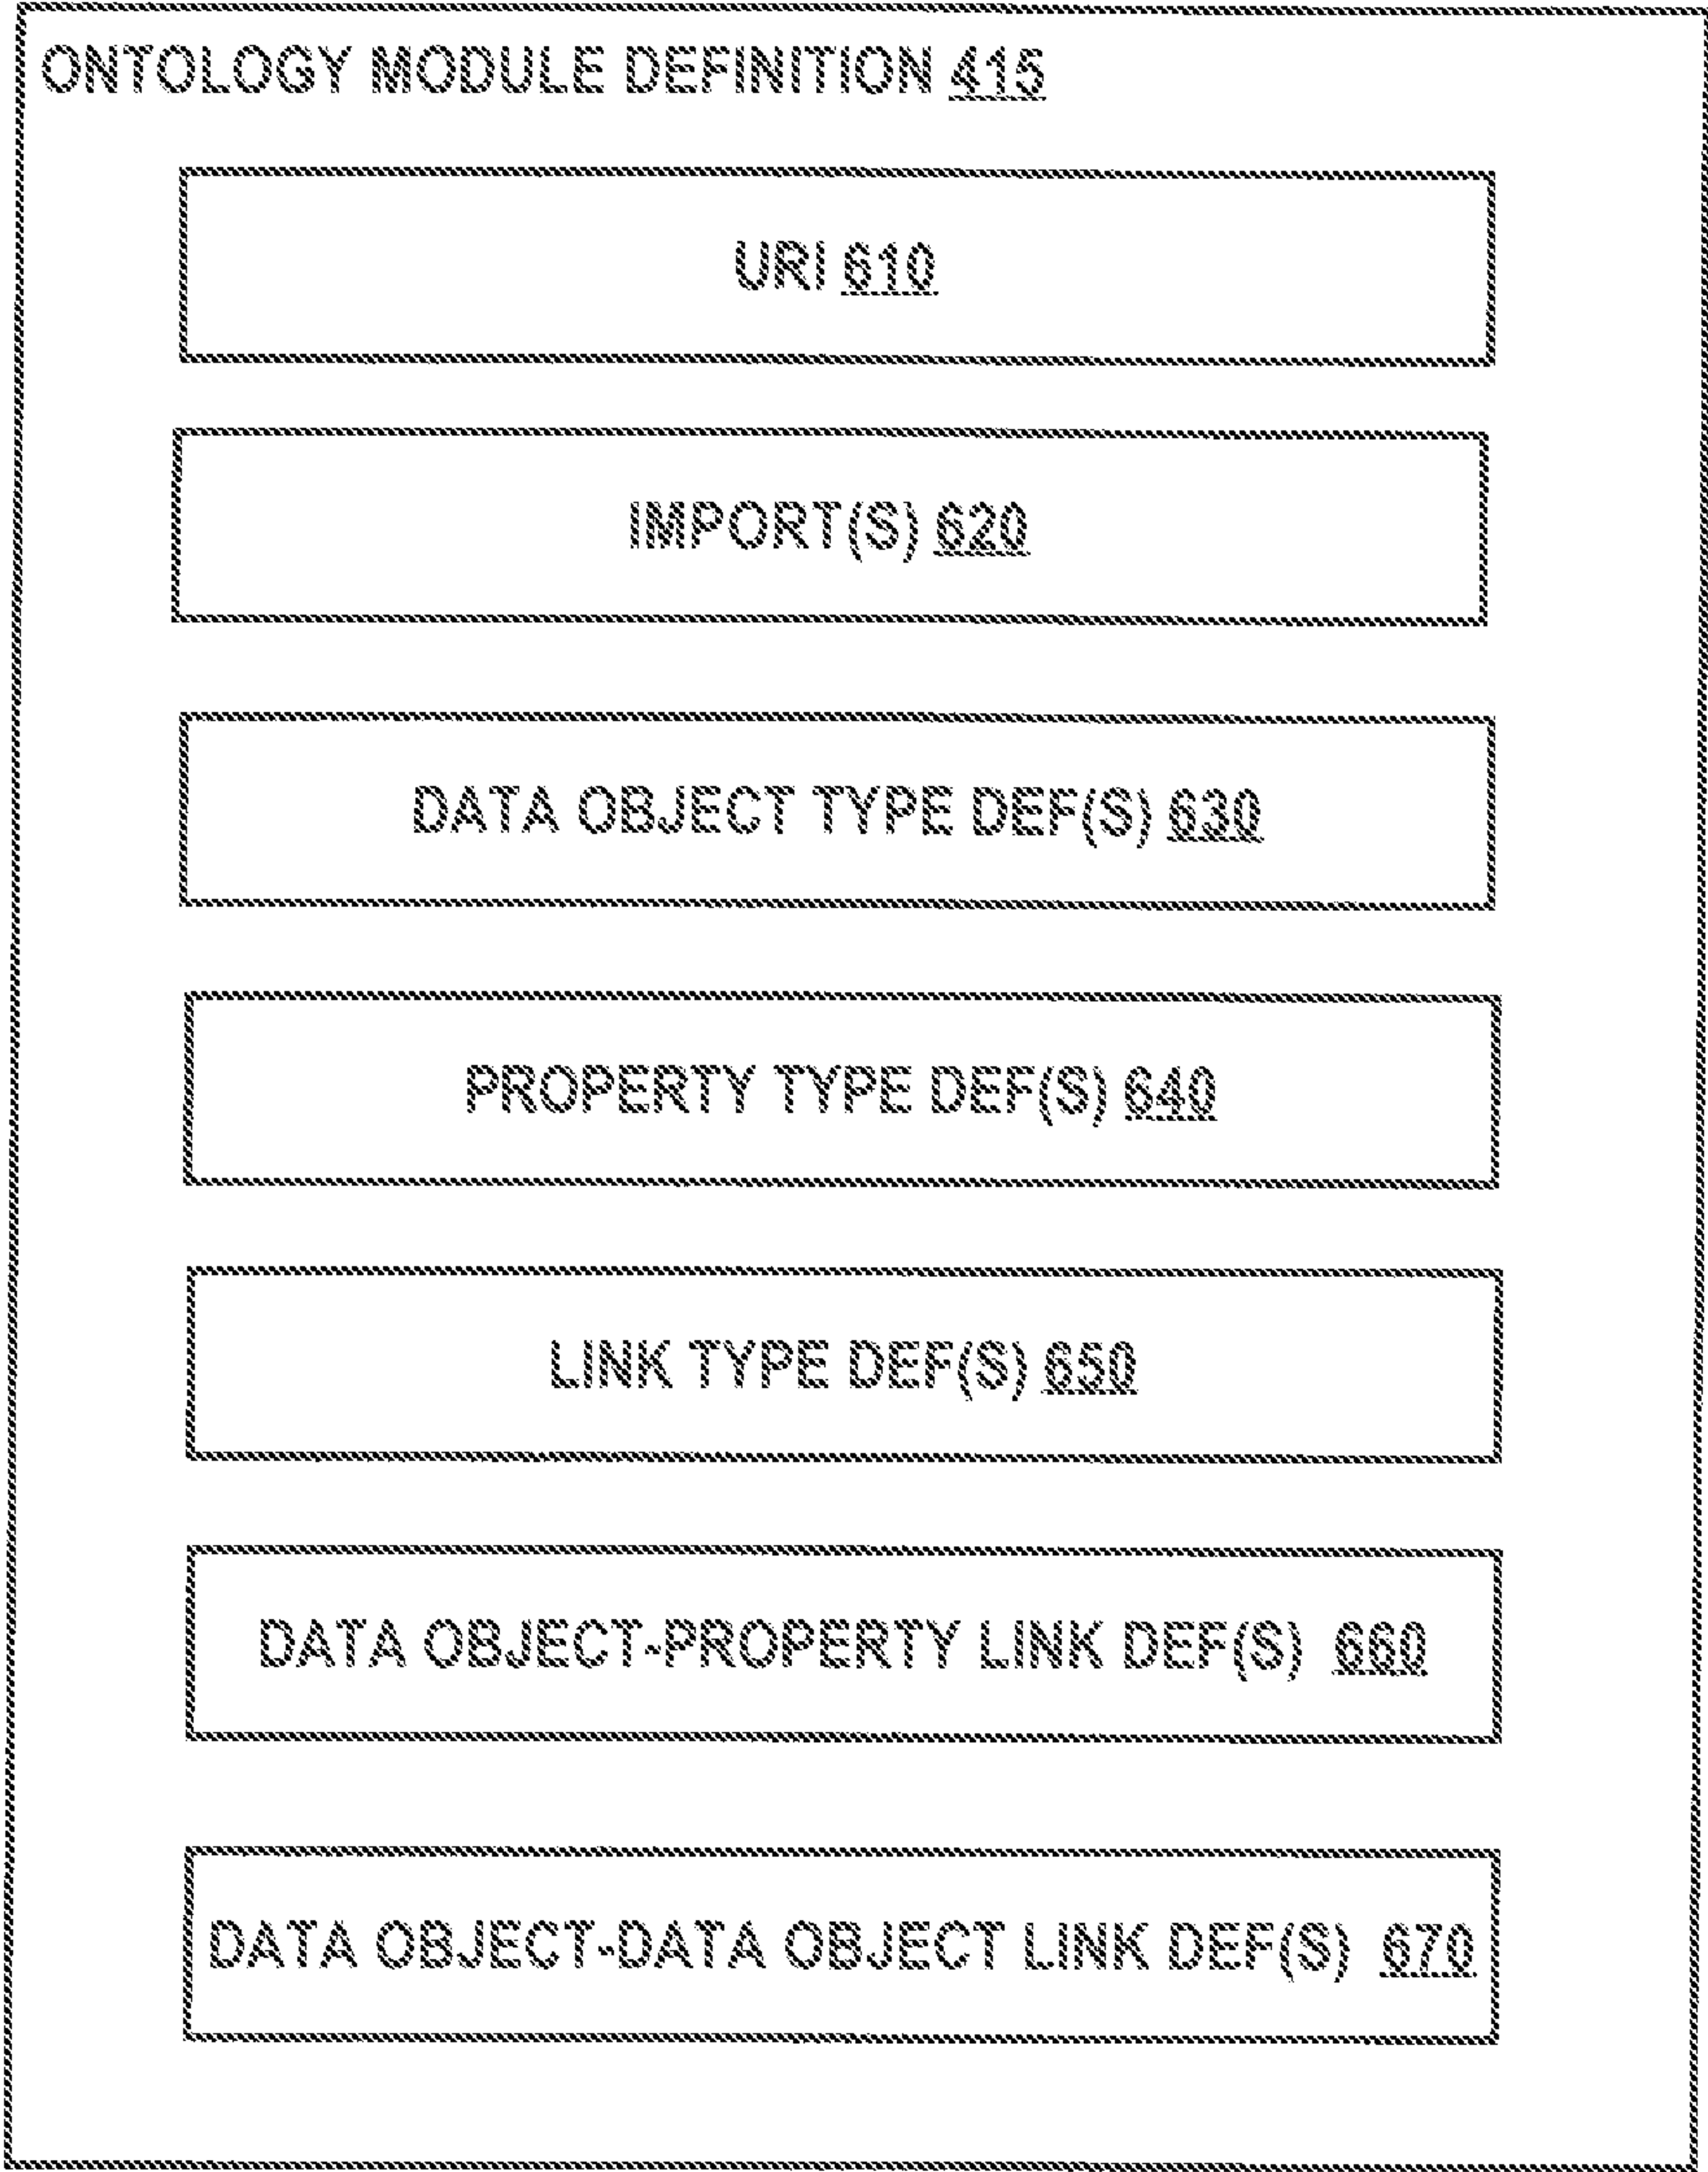 ONTOLOGY MODULE DEFINITION 415
URI 610
IMPORT(S) 620
DATA OBJECT TYPE DEF(S) 630
PROPERTY TYPE DEF(S) 640
LINK TYPE DEF(S) 650
DATA OBJECT-PROPERTY LINK DEF(S) 660
DATA OBJECT-DATA OBJECT LINK DEF(S) 670